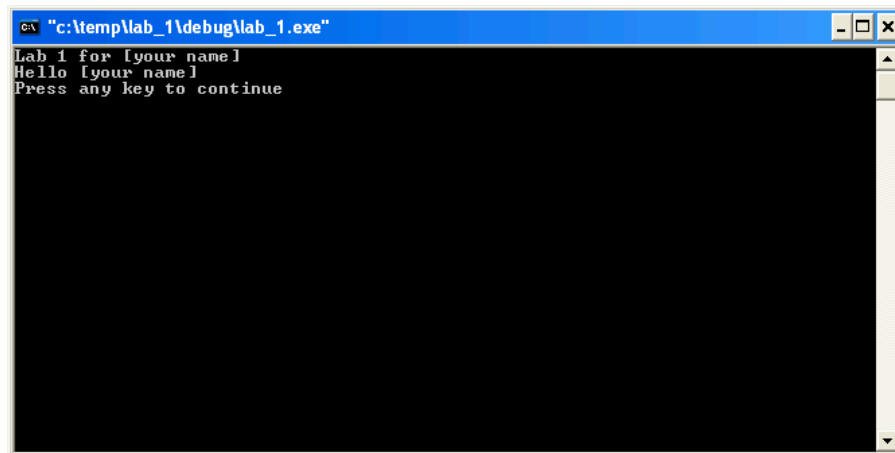 "c:\temp\lab_1\debug\lab_1.exe"
Lab 1 for [your name]
Hello [your name]
Press any key to continue